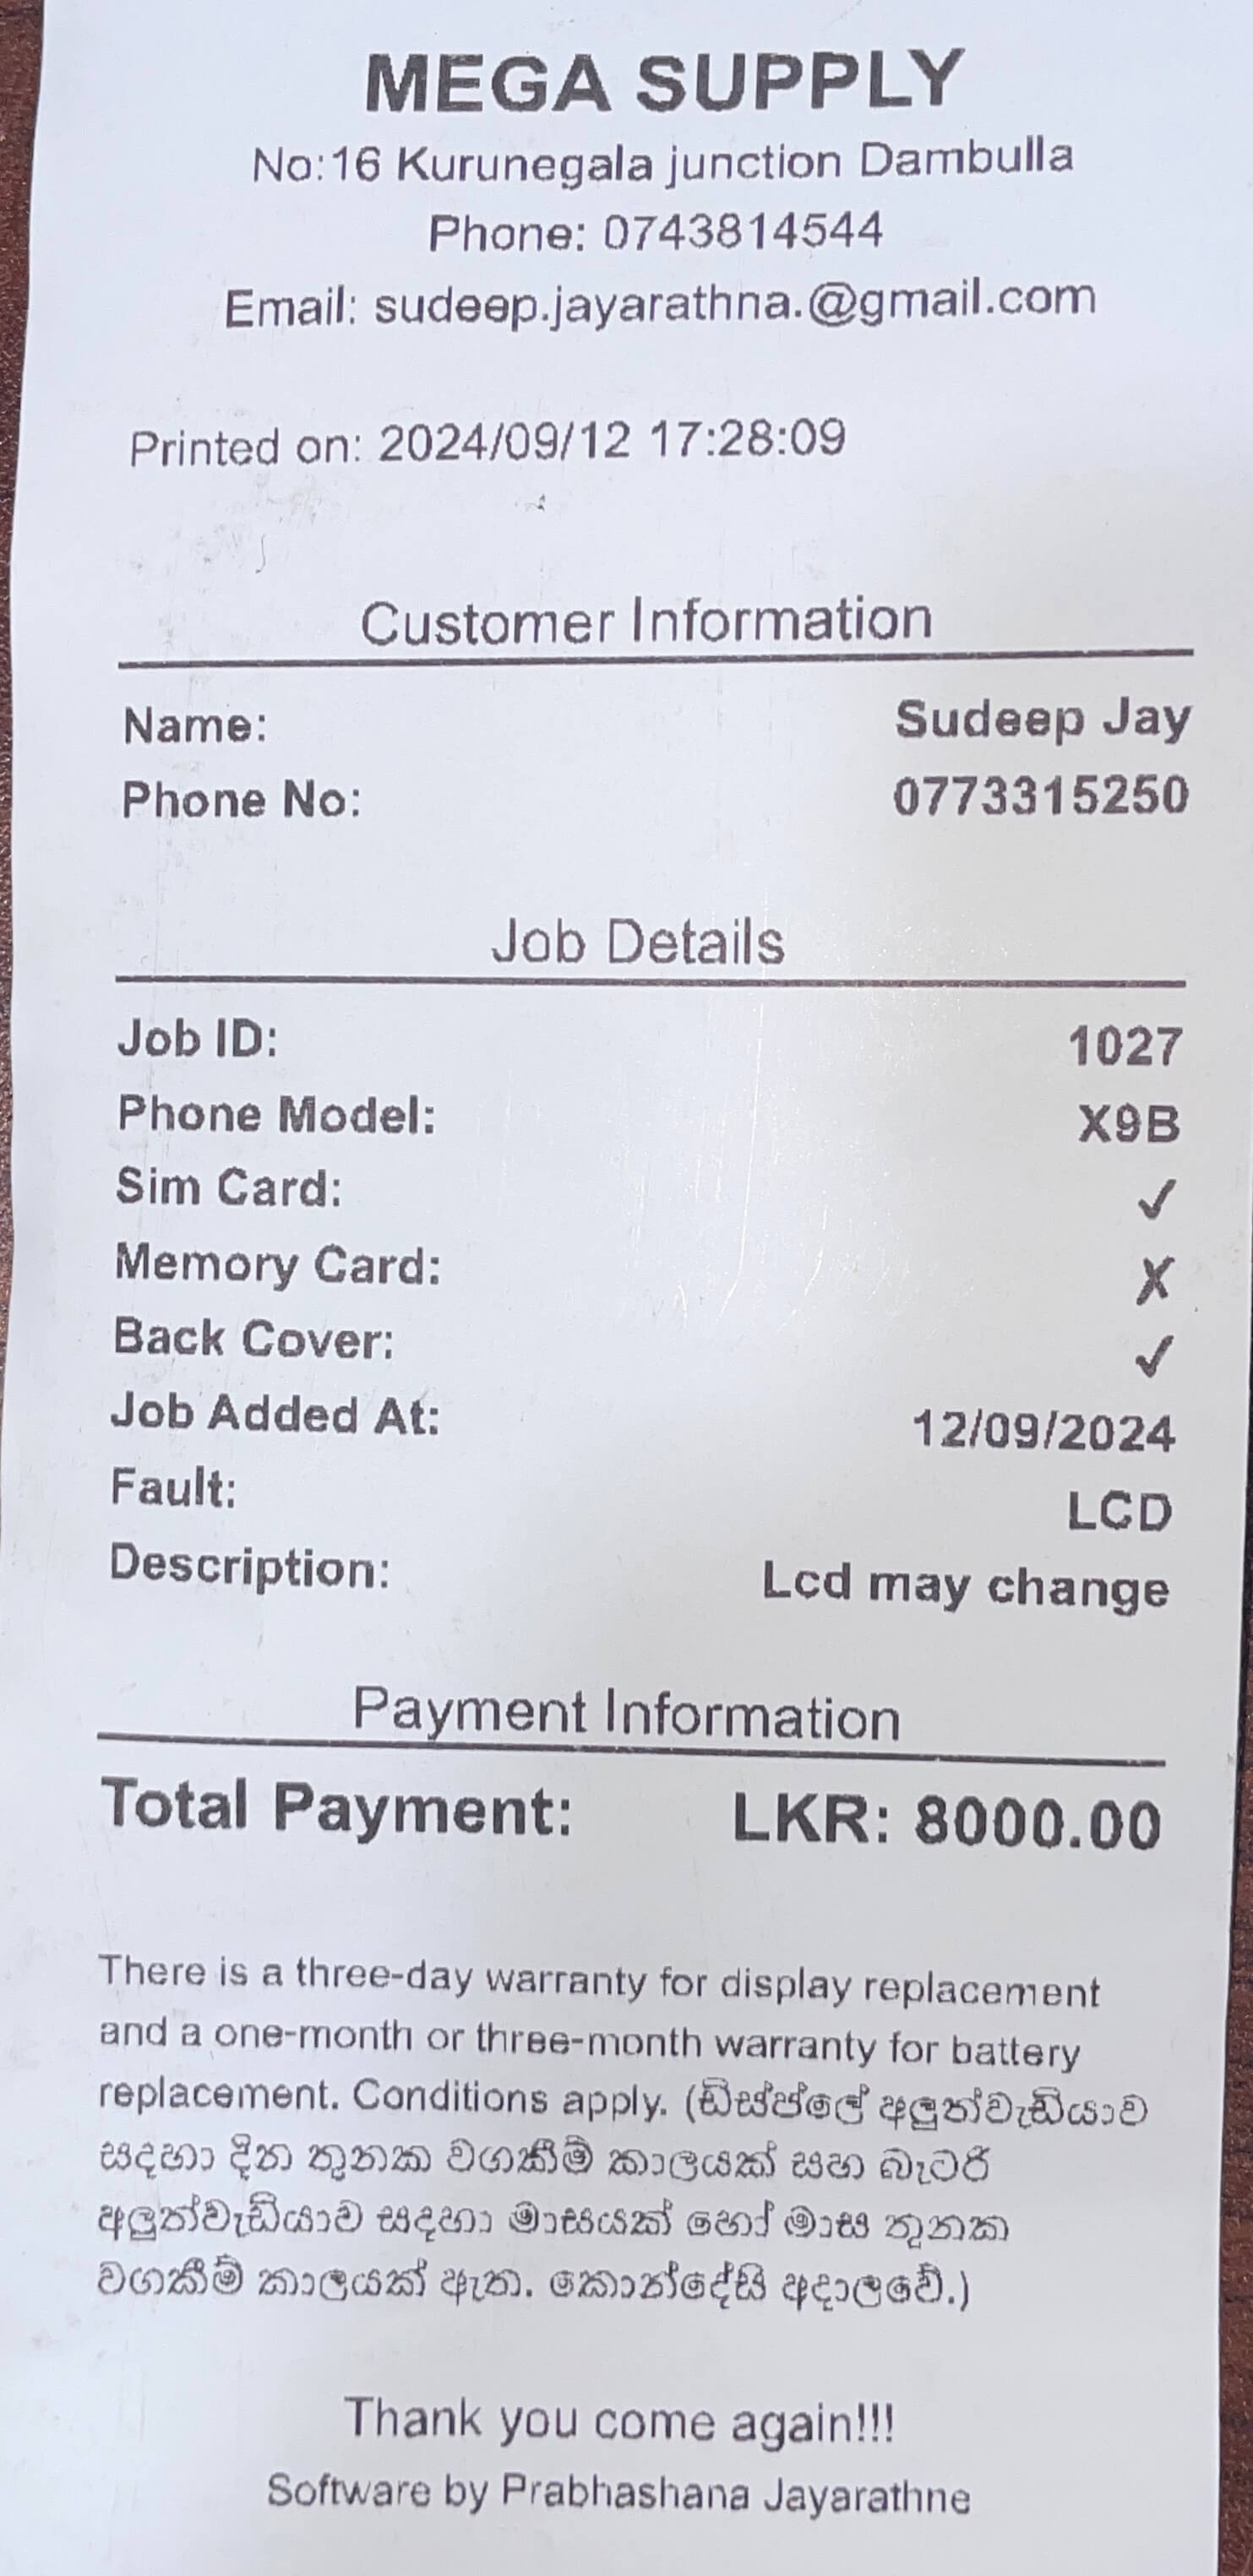 MEGA SUPPLY
No:16 Kurunegala junction Dambulla
Phone: 0743814544
Email: sudeep.jayarathna.@gmail.com
Printed on: 2024/09/12 17:28:09
Customer Information
Name: Sudeep Jay
Phone No: 0773315250
Job Details
Job ID: 1027
Phone Model: X9B
Sim Card: ✓
Memory Card: X
Back Cover: ✓
Job Added At: 12/09/2024
Fault: LCD
Description: Lcd may change
Payment Information
Total Payment: LKR: 8000.00
There is a three-day warranty for display replacement
and a one-month or three-month warranty for battery
replacement. Conditions apply. (ඩිස්ප්ලේ අලුත්වැඩියාව
සදහා දින තුනක වගකීම් කාලයක් සහ බැටරි
අලුත්වැඩියාව සදහා මාසයක් හෝ මාස තුනක
වගකීම් කාලයක් ඇත. කොන්දේසි අදාලවේ.)
Thank you come again!!!
Software by Prabhashana Jayarathne